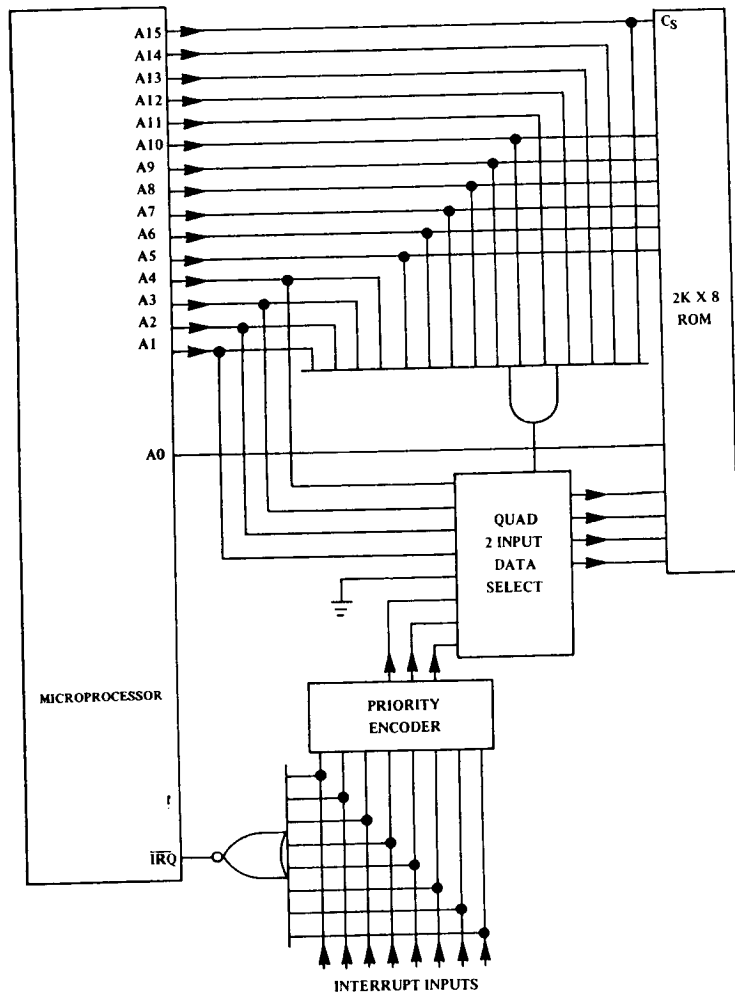 A15
A14
A13
A12
A11
A10
A9
A8
A7
A6
A5
A4
A3
A2
A1
A0
CS
2K X 8
ROM
QUAD
2 INPUT
DATA
SELECT
MICROPROCESSOR
PRIORITY
ENCODER
IRQ
INTERRUPT INPUTS